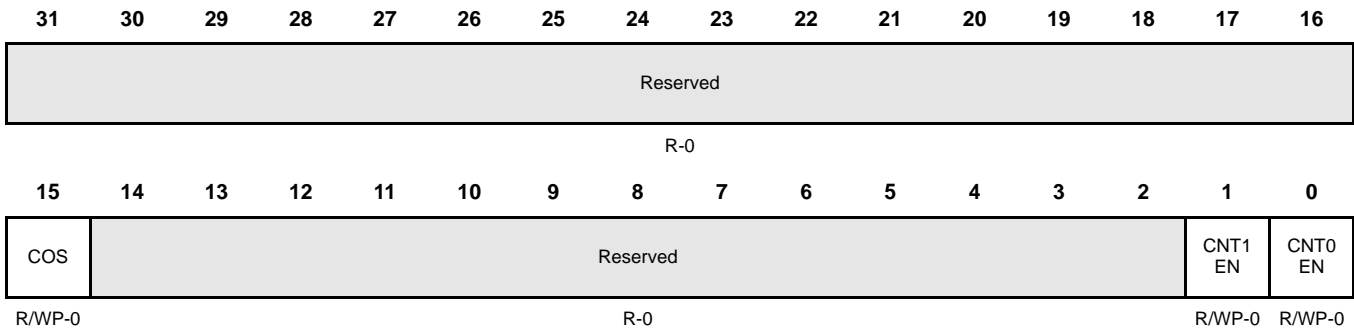 31 30 29 28 27 26 25 24 23 22 21 20 19 18 17 16
Reserved
R-0
15 14 13 12 11 10 9 8 7 6 5 4 3 2 1 0
COS Reserved CNT1 EN CNT0 EN
R/WP-0 R-0 R/WP-0 R/WP-0